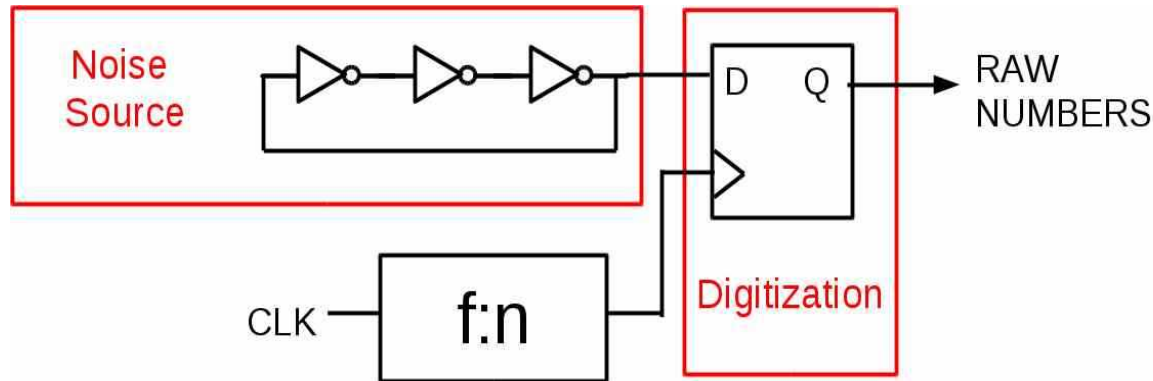 Noise
Source
D
Q
RAW
NUMBERS
CLK
f:n
Digitization